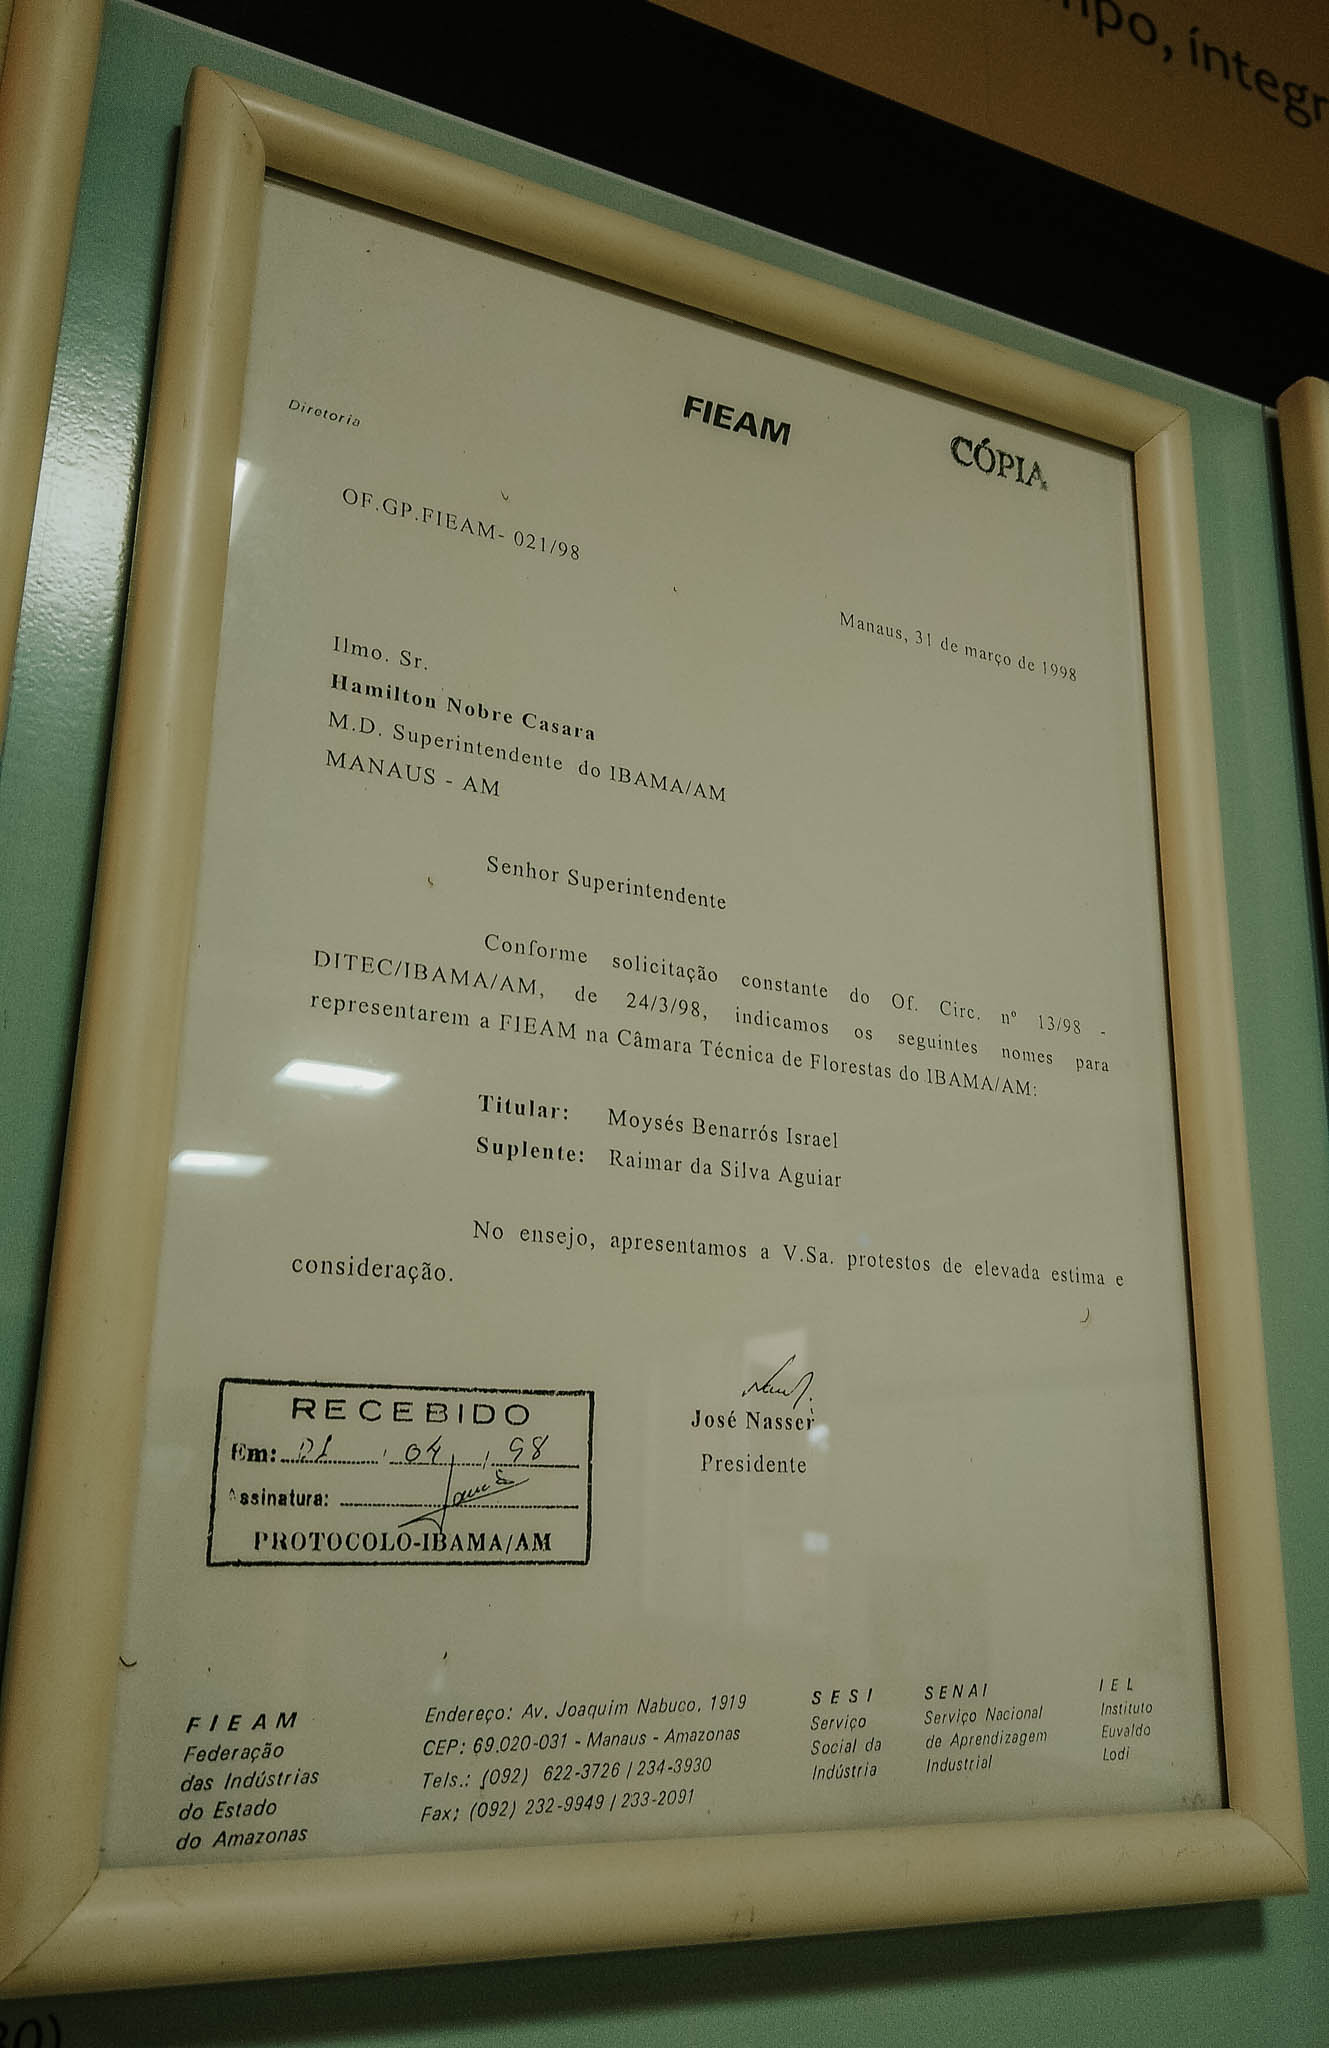 mpo, íntegr
Diretoria
FIEAM
CÓPIA
OF.GP.FIEAM- 021/98
Manaus, 31 de março de 1998
Ilmo. Sr.
Hamilton Nobre Casara
M.D. Superintendente do IBAMA/AM
MANAUS - AM
Senhor Superintendente
Conforme solicitação constante do Of. Circ. nº 13/98 -
DITEC/IBAMA/AM, de 24/3/98, indicamos os seguintes nomes para
representarem a FIEAM na Câmara Técnica de Florestas do IBAMA/AM:
Titular: Moysés Benarrós Israel
Suplente: Raimar da Silva Aguiar
No ensejo, apresentamos a V.Sa. protestos de elevada estima e
consideração.
José Nasser
Presidente
RECEBIDO
Em: 01 / 04 / 98
Assinatura:
PROTOCOLO-IBAMA/AM
FIEAM
Federação
das Indústrias
do Estado
do Amazonas
Endereço: Av. Joaquim Nabuco, 1919
CEP: 69.020-031 - Manaus - Amazonas
Tels.: (092) 622-3726 / 234-3930
Fax: (092) 232-9949 / 233-2091
SESI
Serviço
Social da
Indústria
SENAI
Serviço Nacional
de Aprendizagem
Industrial
IEL
Instituto
Euvaldo
Lodi